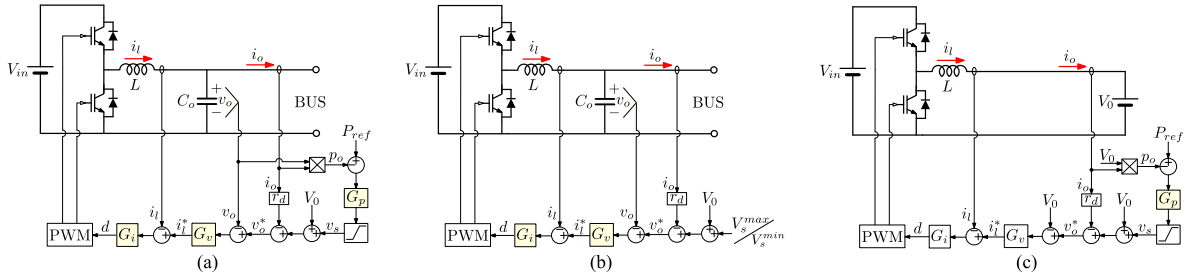 V_in
i_l
L
C_o
+
v_o
−
i_o
BUS
P_ref
p_o
G_p
i_o
r_d
V_0
v_s
v_o^*
v_o
G_v
i_l^*
i_l
G_i
d
PWM
(a)
V_in
i_l
L
C_o
+
v_o
−
i_o
BUS
i_o
r_d
V_0
V_s^max
V_s^min
v_o^*
v_o
G_v
i_l^*
i_l
G_i
d
PWM
(b)
V_in
i_l
L
i_o
V_0
P_ref
V_0
p_o
G_p
i_o
r_d
V_0
V_0
v_s
v_o^*
G_v
i_l^*
i_l
G_i
d
PWM
(c)